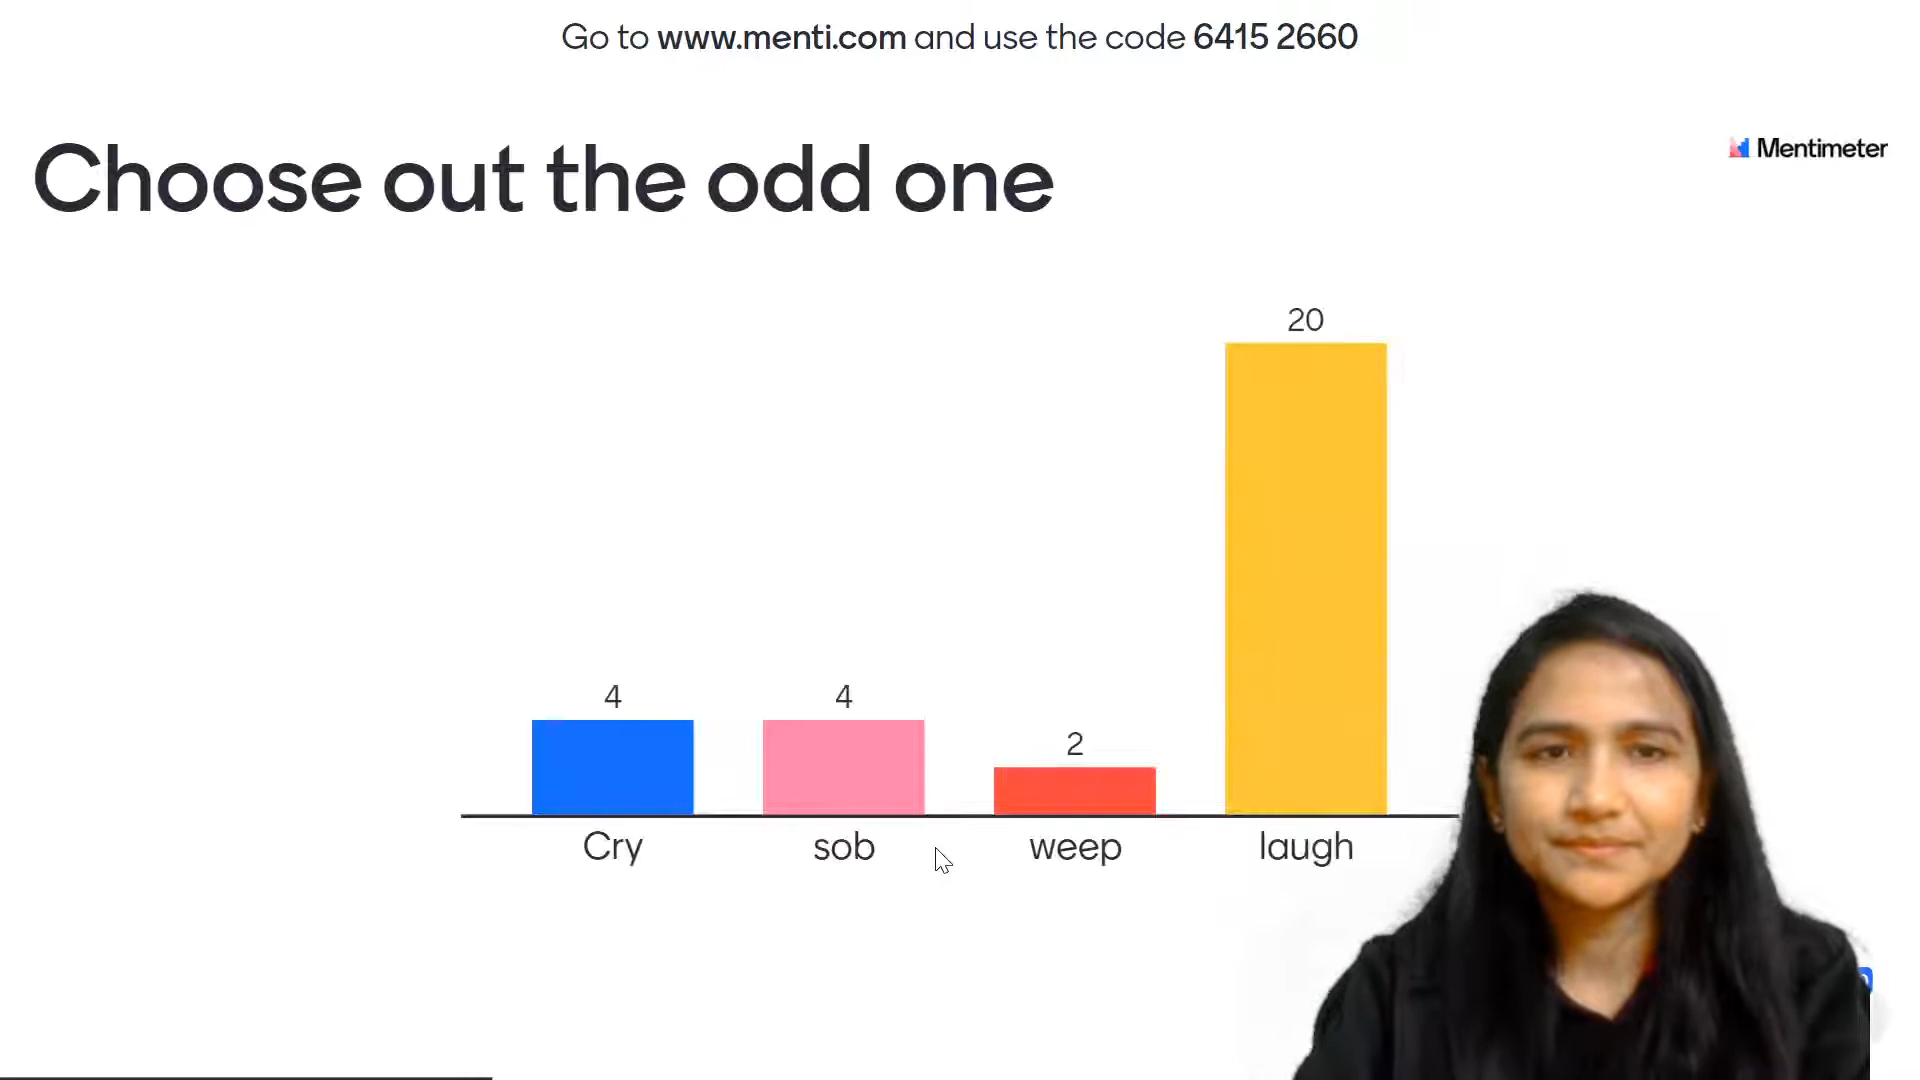 Go to www.menti.com and use the code 6415 2660
Mentimeter
Choose out the odd one
20
4
4
2
Cry
sob
weep
laugh